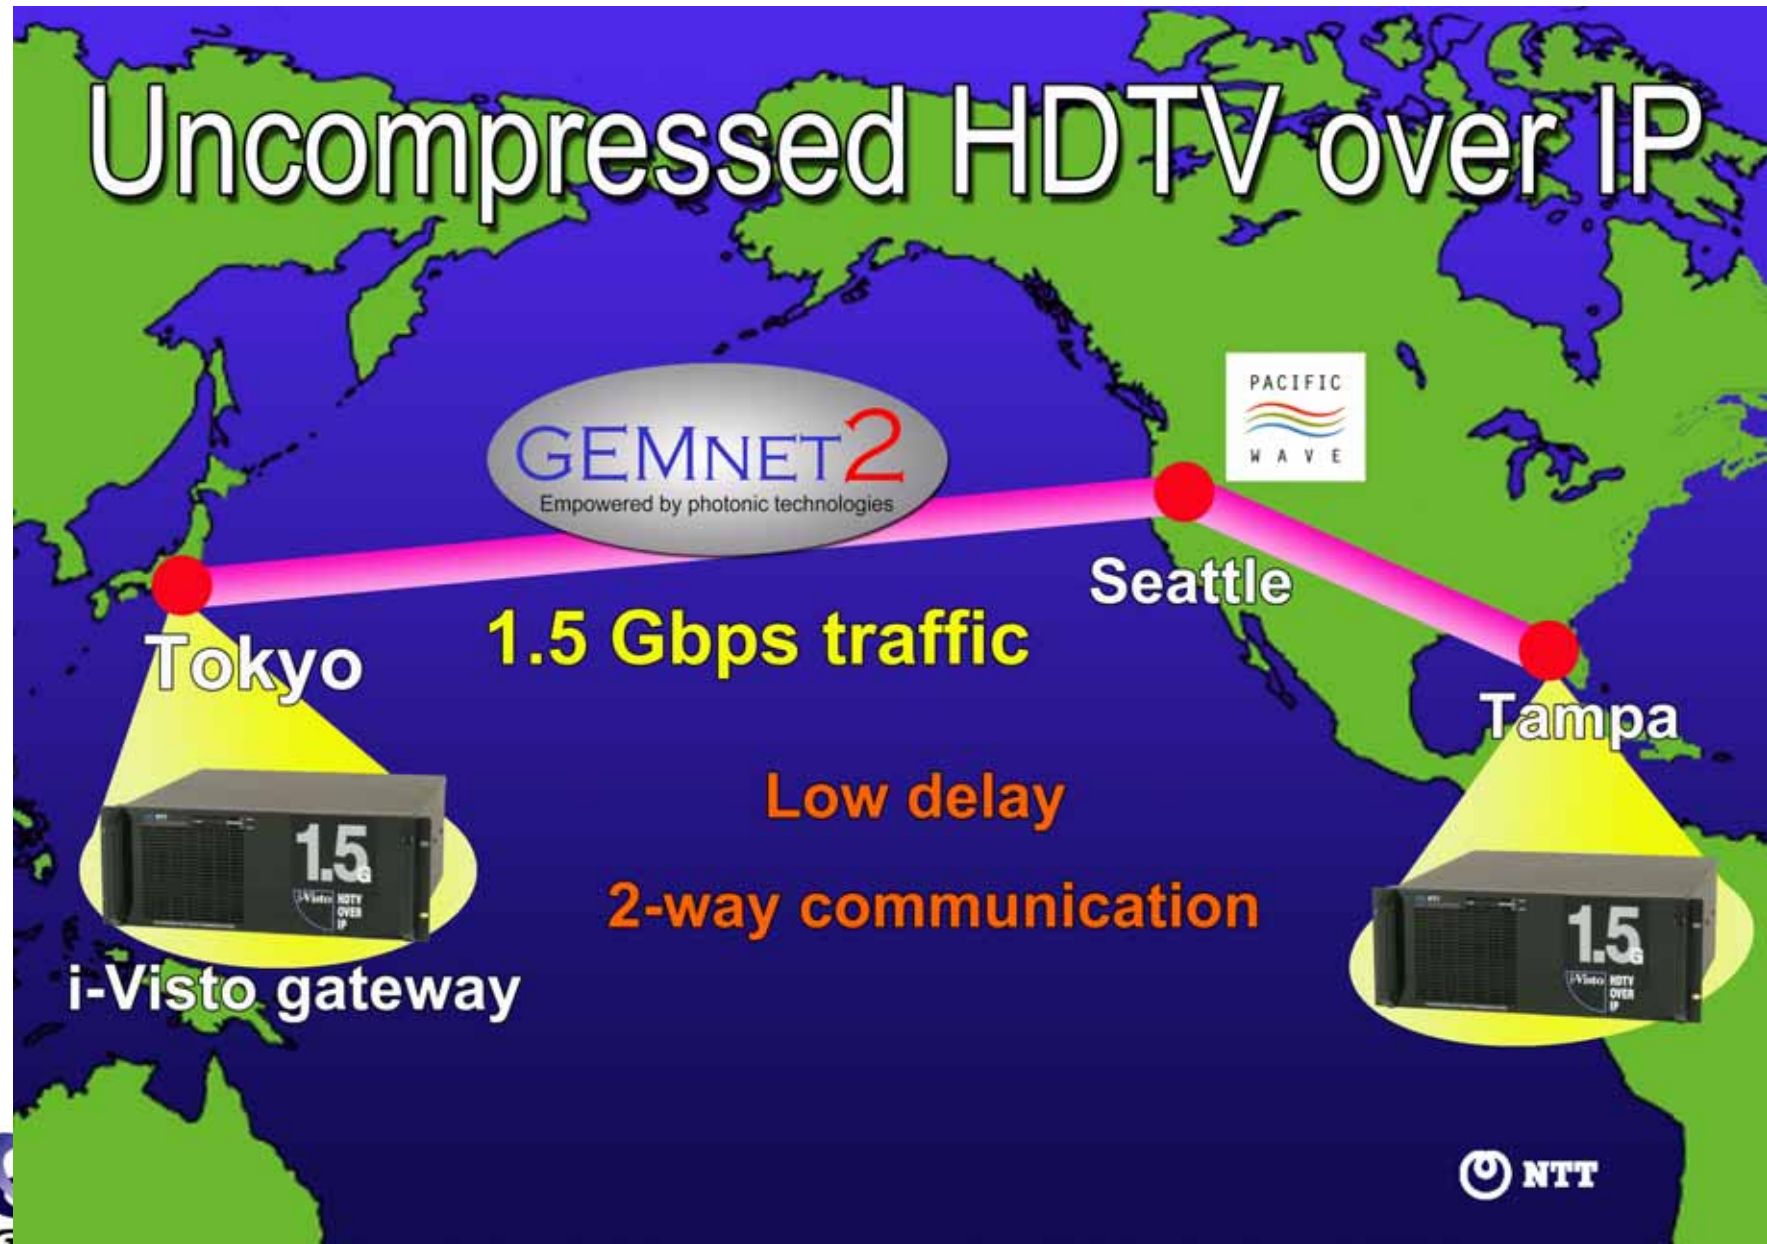 Uncompressed HDTV over IP
PACIFIC
WAVE
GEMNET2
Empowered by photonic technologies
Seattle
1.5 Gbps traffic
Tokyo
Tampa
Low delay
2-way communication
NTT
1.5G
i-Visto
HDTV
OVER
IP
NTT
1.5G
i-Visto
HDTV
OVER
IP
i-Visto gateway
NTT